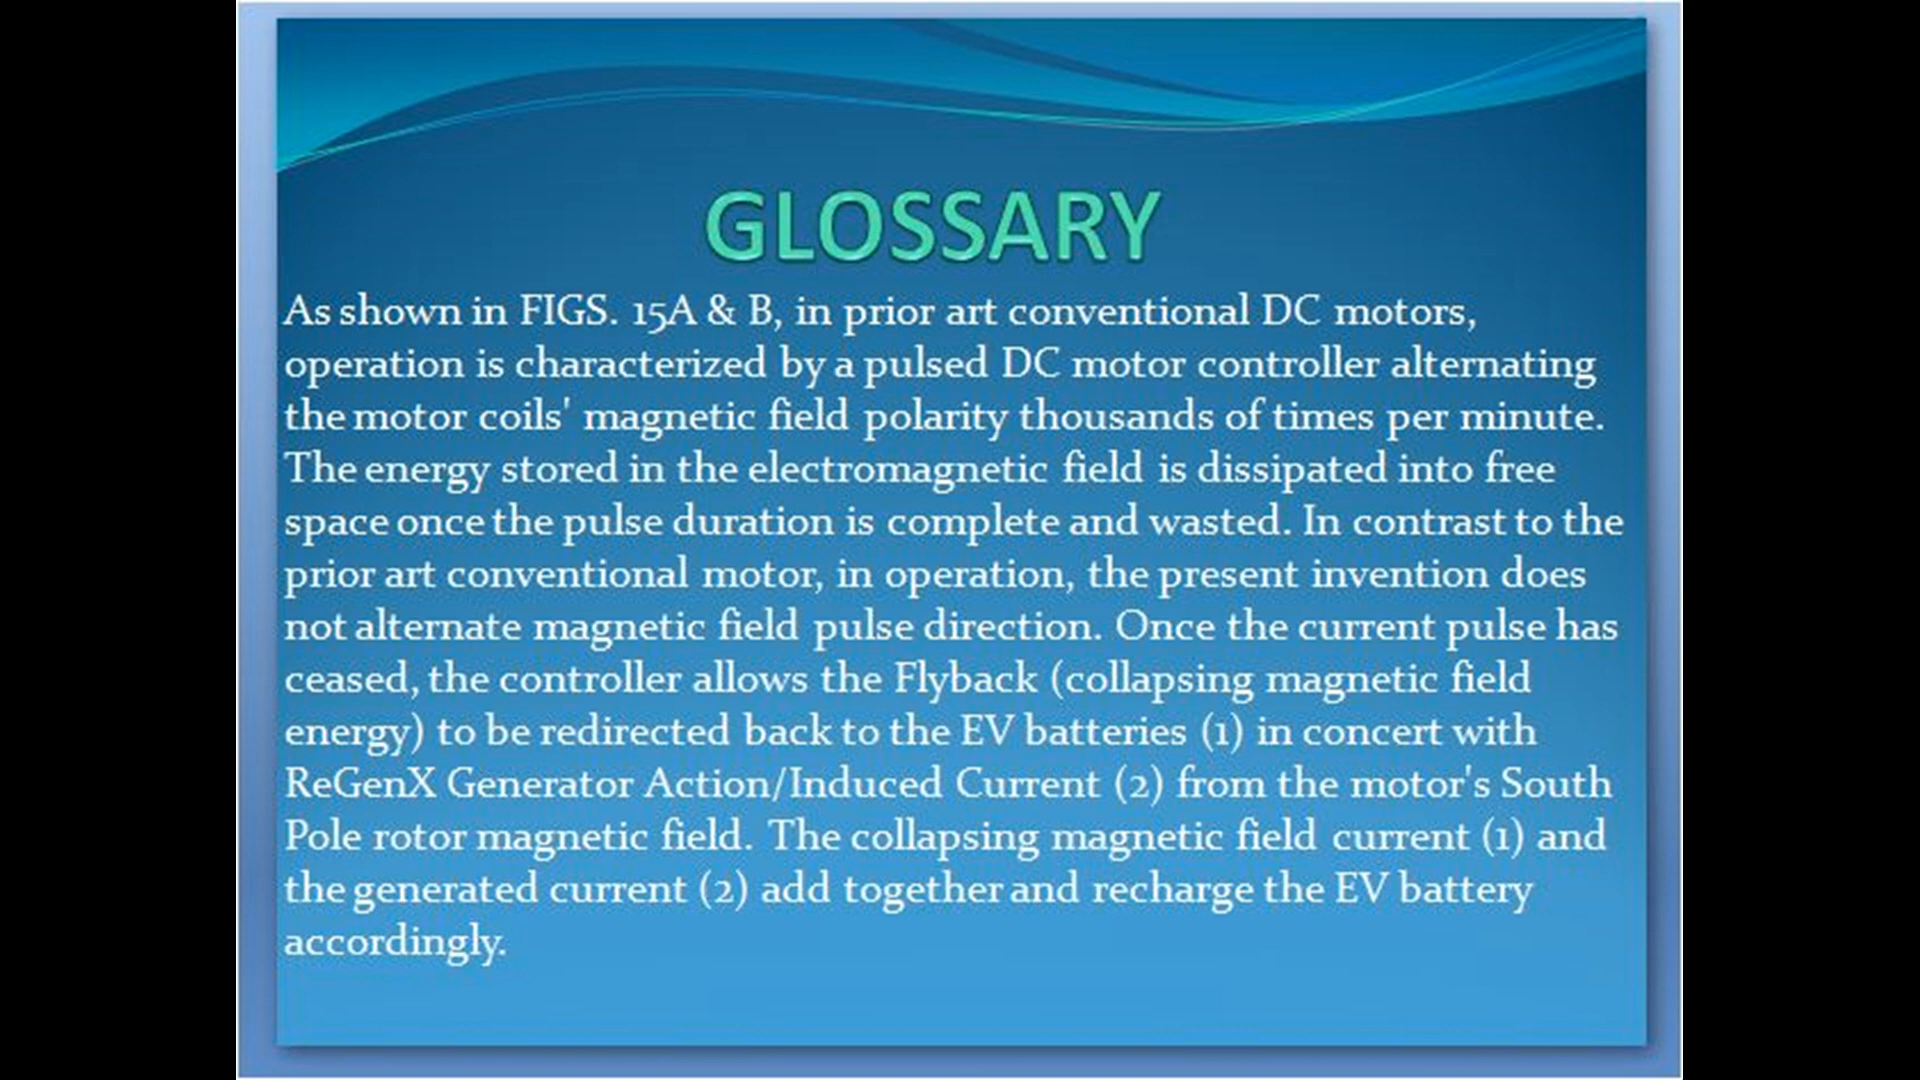 GLOSSARY
As shown in FIGS. 15A & B, in prior art conventional DC motors,
operation is characterized by a pulsed DC motor controller alternating
the motor coils' magnetic field polarity thousands of times per minute.
The energy stored in the electromagnetic field is dissipated into free
space once the pulse duration is complete and wasted. In contrast to the
prior art conventional motor, in operation, the present invention does
not alternate magnetic field pulse direction. Once the current pulse has
ceased, the controller allows the Flyback (collapsing magnetic field
energy) to be redirected back to the EV batteries (1) in concert with
ReGenX Generator Action/Induced Current (2) from the motor's South
Pole rotor magnetic field. The collapsing magnetic field current (1) and
the generated current (2) add together and recharge the EV battery
accordingly.